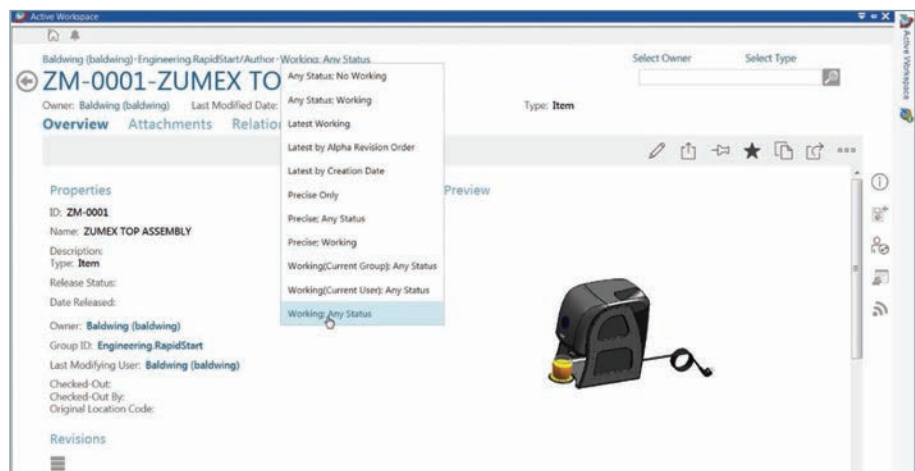 Active Workspace
Baldwing (baldwing)·Engineering.RapidStart/Author·Working: Any Status
Select Owner
Select Type
ZM-0001-ZUMEX TO
Owner: Baldwing (baldwing)
Last Modified Date:
Type: Item
Overview
Attachments
Relation
Any Status; No Working
Any Status; Working
Latest Working
Latest by Alpha Revision Order
Latest by Creation Date
Precise Only
Precise; Any Status
Precise; Working
Working(Current Group); Any Status
Working(Current User); Any Status
Working; Any Status
Properties
Preview
ID: ZM-0001
Name: ZUMEX TOP ASSEMBLY
Description:
Type: Item
Release Status:
Date Released:
Owner: Baldwing (baldwing)
Group ID: Engineering.RapidStart
Last Modifying User: Baldwing (baldwing)
Checked-Out:
Checked-Out By:
Original Location Code:
Revisions
Active Workspace